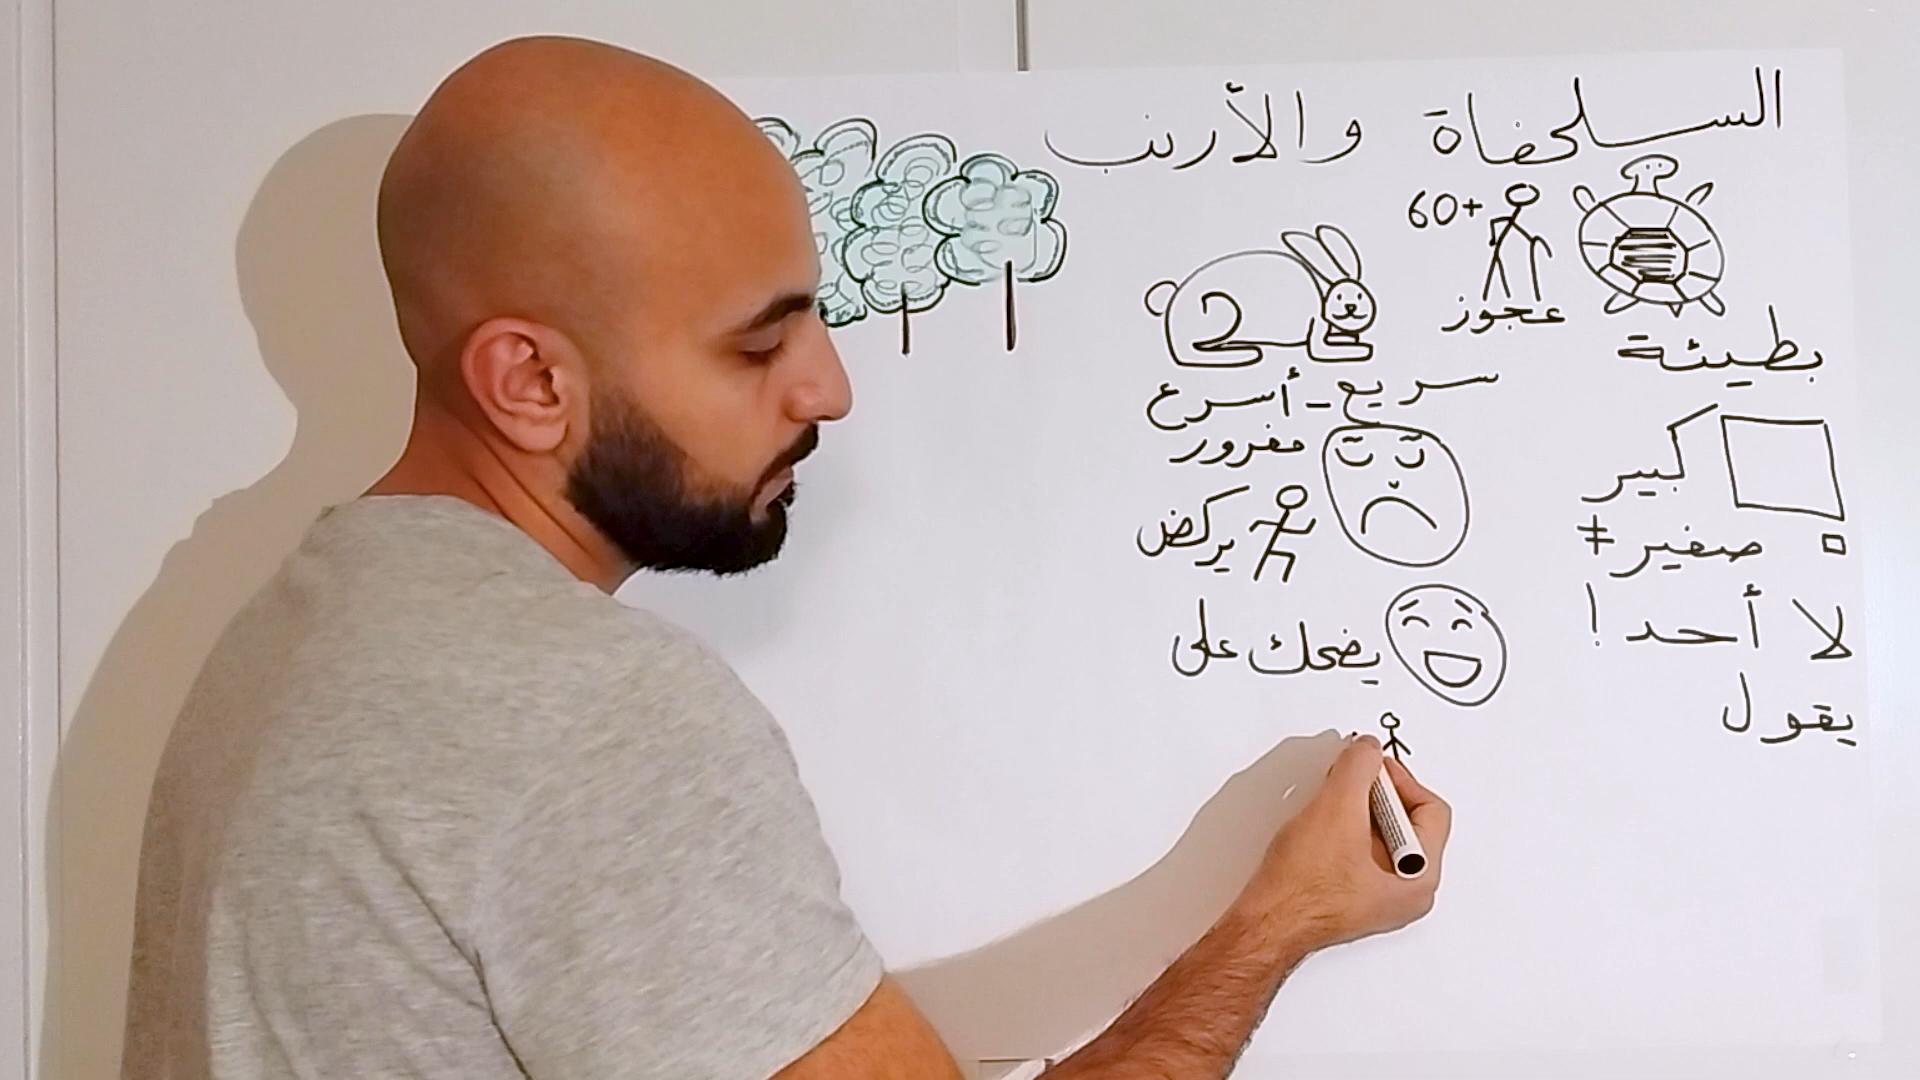 السلحفاة والأرنب
60+
عجوز
بطيئة
سريع - أسرع
مغرور
كبير
يركض
صغير ≠
لا أحد!
يضحك على
يقول